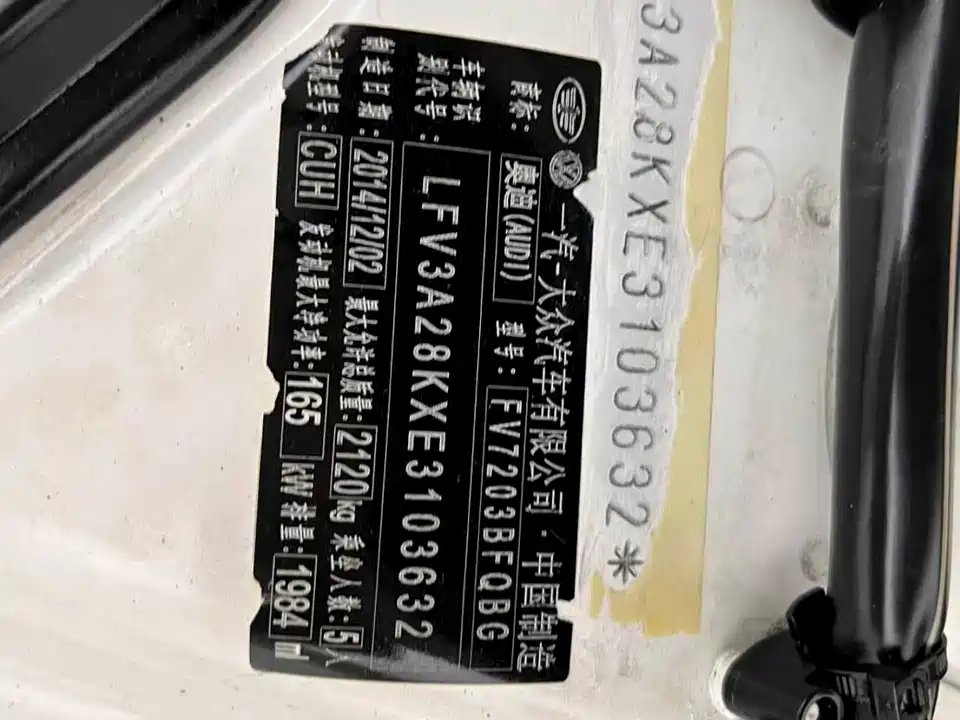 3A28KXE3103632*
一汽-大众汽车有限公司·中国制造
商标: 奥迪(AUDI) 型号: FV7203BFQBG
车辆识别代号: LFV3A28KXE3103632
制造日期: 2014/12/02 最大允许总质量: 2120 kg 乘坐人数: 5 人
发动机型号: CUH 发动机最大净功率: 165 kW 排量: 1984 ml